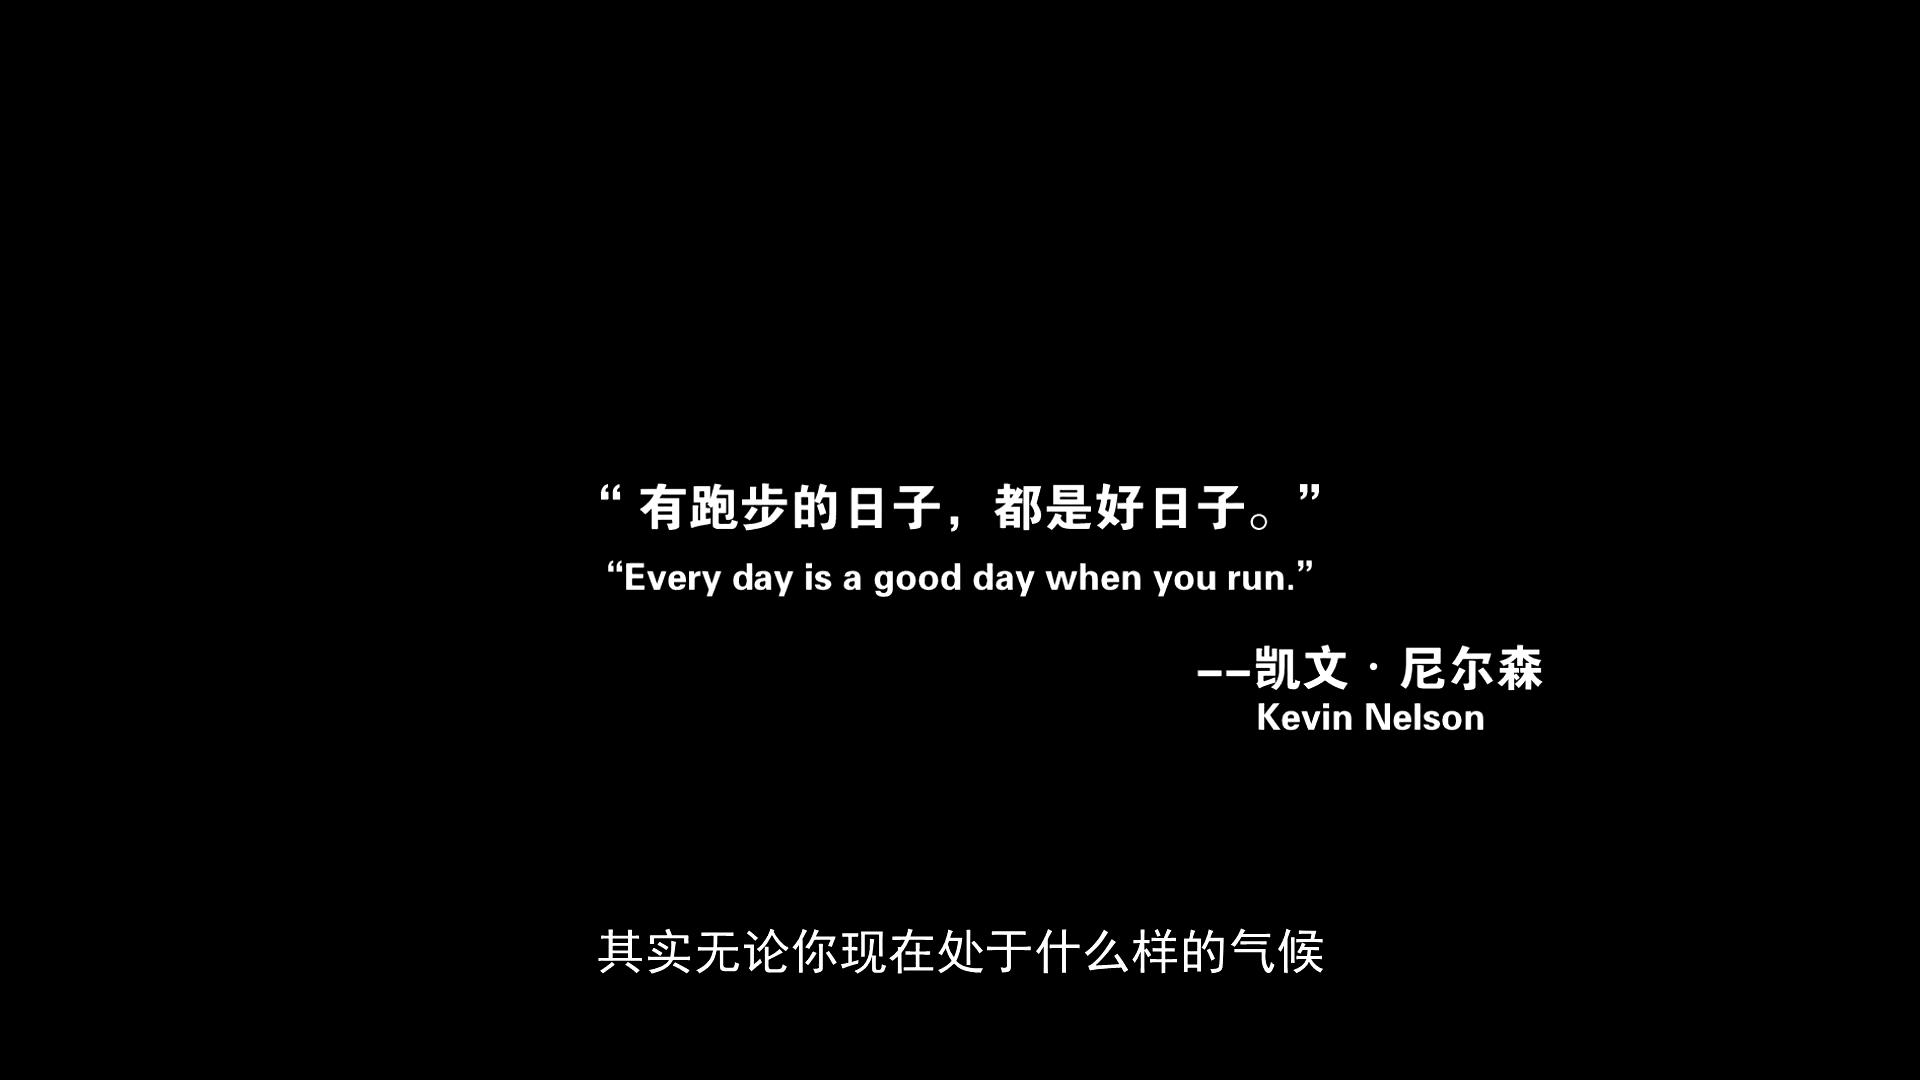 “有跑步的日子，都是好日子。”
“Every day is a good day when you run.”
--凯文·尼尔森
Kevin Nelson
其实无论你现在处于什么样的气候